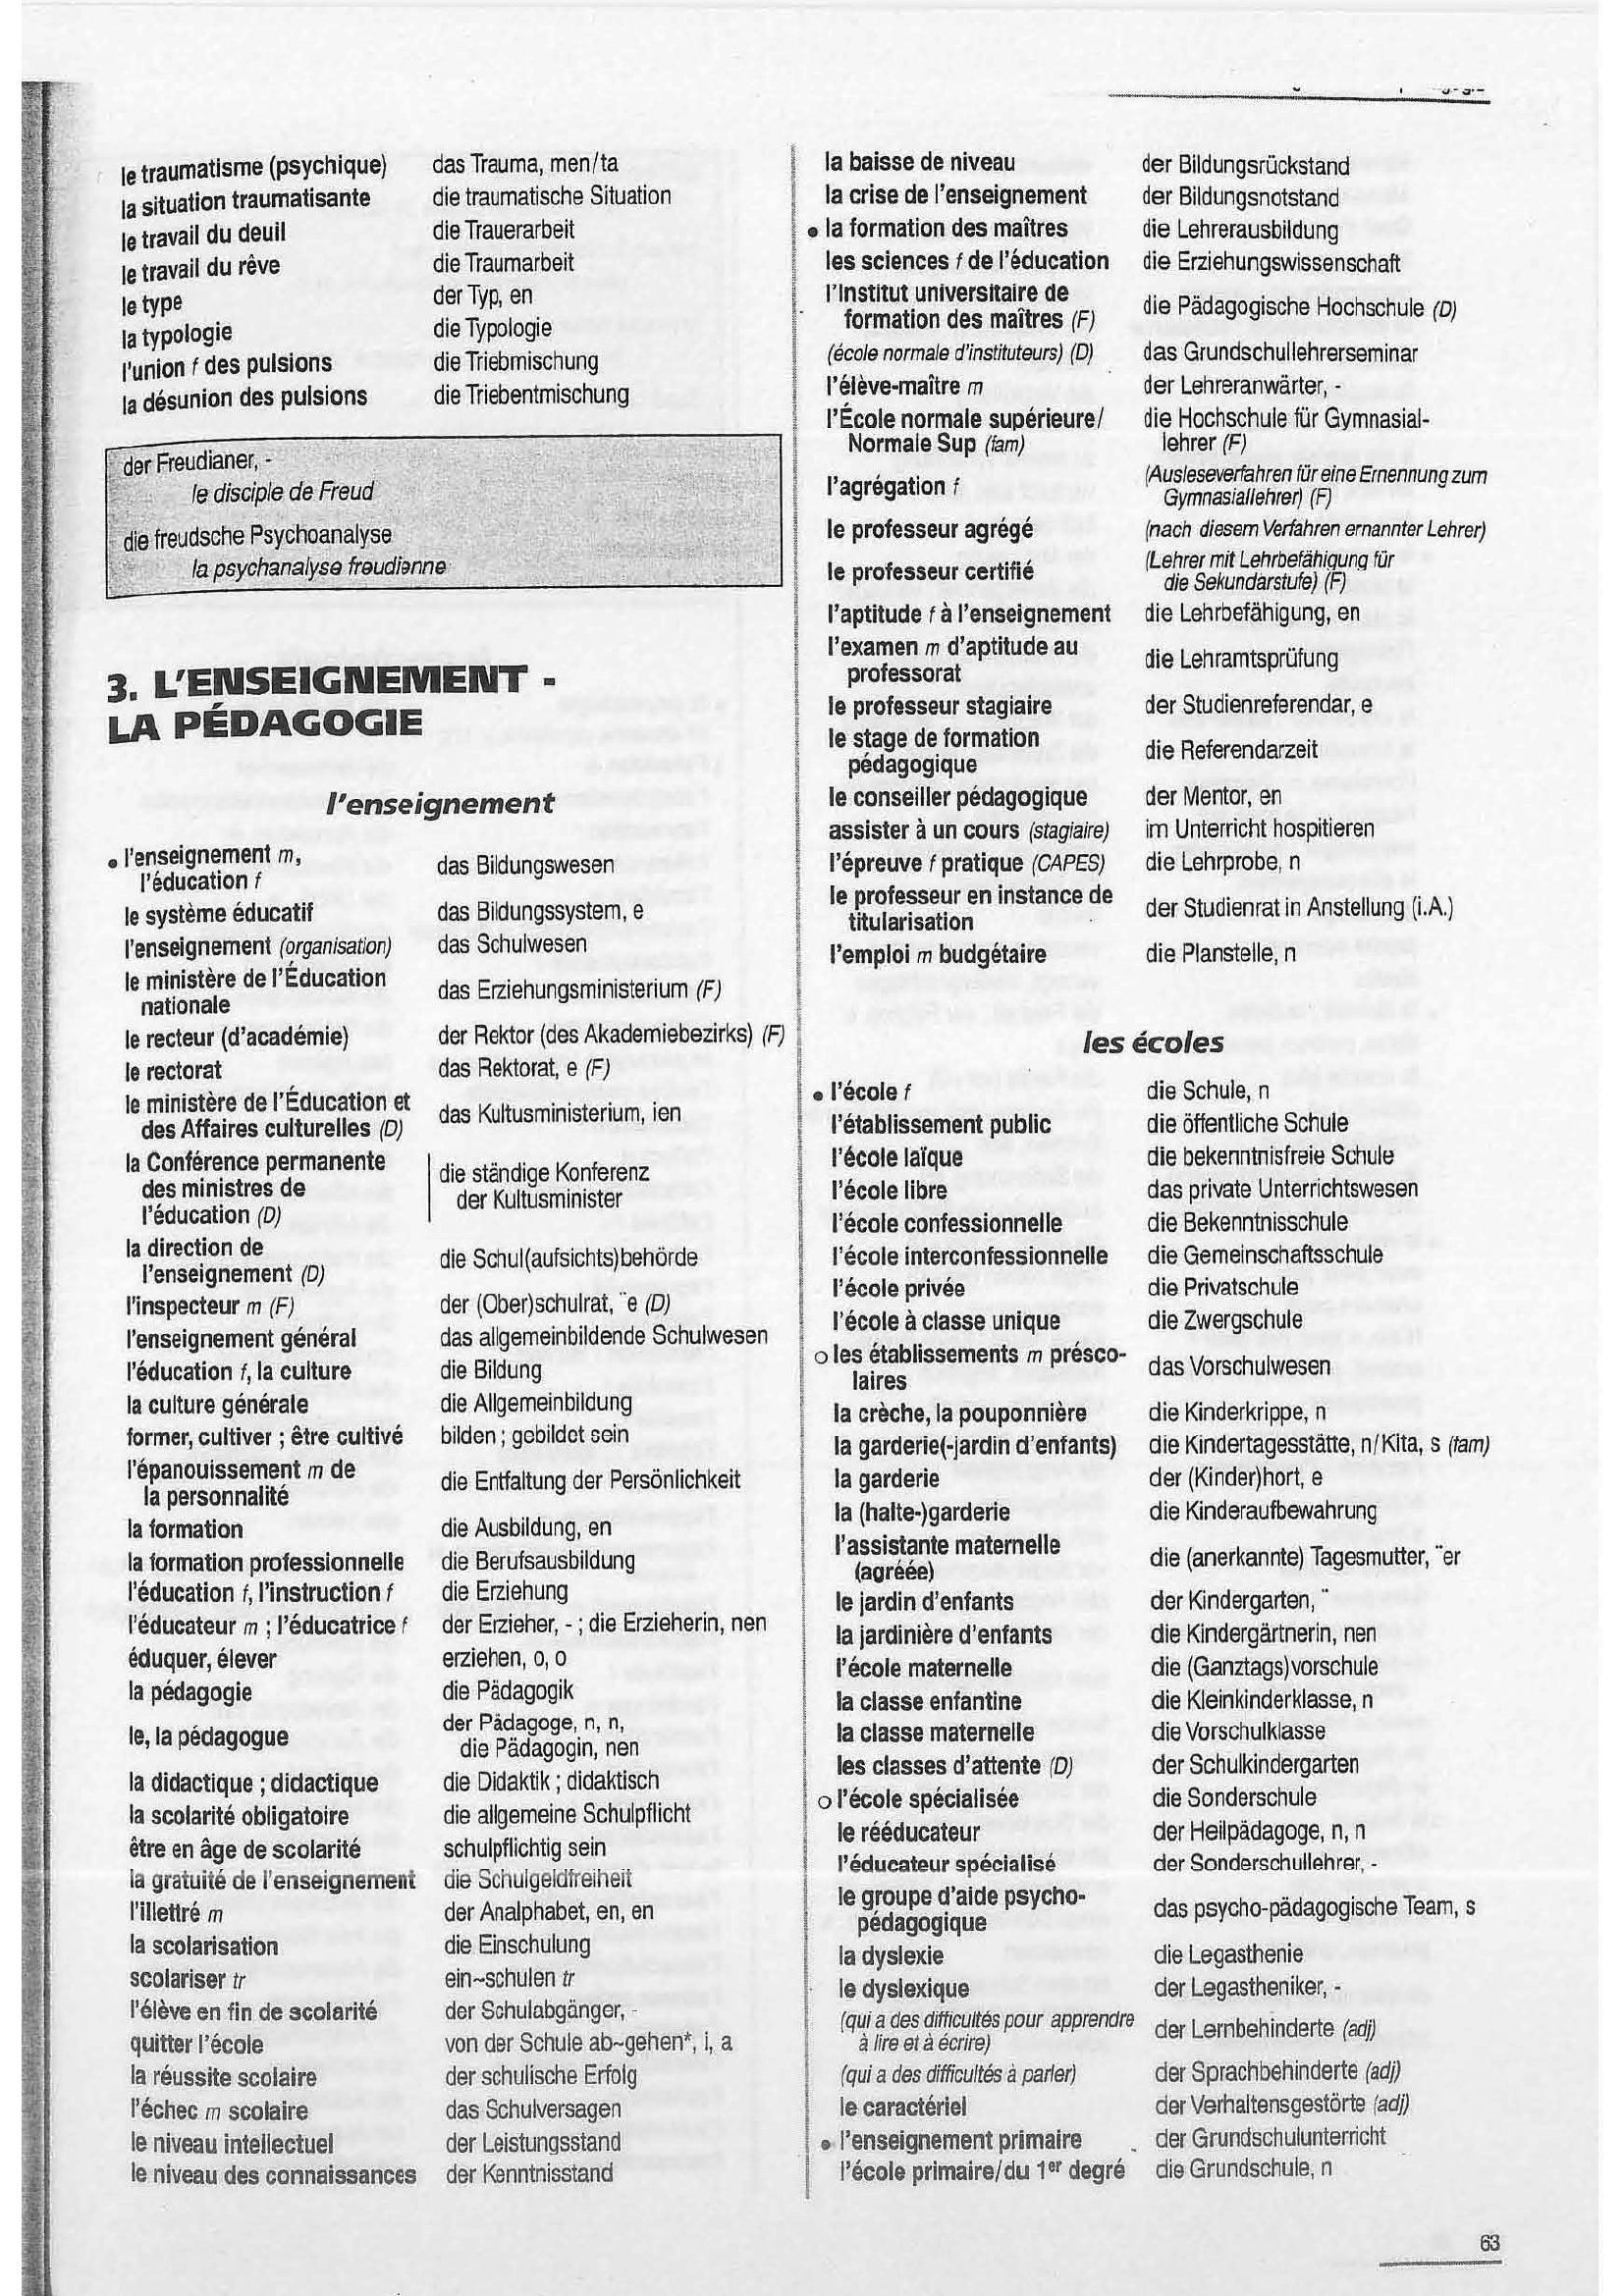 le traumatisme (psychique) das Trauma, men/ta
la situation traumatisante die traumatische Situation
le travail du deuil die Trauerarbeit
le travail du rêve die Traumarbeit
le type der Typ, en
la typologie die Typologie
l'union f des pulsions die Triebmischung
la désunion des pulsions die Triebentmischung
der Freudianer, -
le disciple de Freud
die freudsche Psychoanalyse
la psychanalyse freudienne
3. L'ENSEIGNEMENT -
LA PÉDAGOGIE
l'enseignement
• l'enseignement m,
l'éducation f das Bildungswesen
le système éducatif das Bildungssystem, e
l'enseignement (organisation) das Schulwesen
le ministère de l'Éducation
nationale das Erziehungsministerium (F)
le recteur (d'académie) der Rektor (des Akademiebezirks) (F)
le rectorat das Rektorat, e (F)
le ministère de l'Éducation et
des Affaires culturelles (D) das Kultusministerium, ien
la Conférence permanente
des ministres de
l'éducation (D)
die ständige Konferenz
der Kultusminister
la direction de
l'enseignement (D) die Schul(aufsichts)behörde
l'inspecteur m (F) der (Ober)schulrat, ¨e (D)
l'enseignement général das allgemeinbildende Schulwesen
l'éducation f, la culture die Bildung
la culture générale die Allgemeinbildung
former, cultiver ; être cultivé bilden ; gebildet sein
l'épanouissement m de
la personnalité die Entfaltung der Persönlichkeit
la formation die Ausbildung, en
la formation professionnelle die Berufsausbildung
l'éducation f, l'instruction f die Erziehung
l'éducateur m ; l'éducatrice f der Erzieher, - ; die Erzieherin, nen
éduquer, élever erziehen, o, o
la pédagogie die Pädagogik
le, la pédagogue der Pädagoge, n, n,
die Pädagogin, nen
la didactique ; didactique die Didaktik ; didaktisch
la scolarité obligatoire die allgemeine Schulpflicht
être en âge de scolarité schulpflichtig sein
la gratuité de l'enseignement die Schulgeldfreiheit
l'illettré m der Analphabet, en, en
la scolarisation die Einschulung
scolariser tr ein~schulen tr
l'élève en fin de scolarité der Schulabgänger, -
quitter l'école von der Schule ab~gehen*, i, a
la réussite scolaire der schulische Erfolg
l'échec m scolaire das Schulversagen
le niveau intellectuel der Leistungsstand
le niveau des connaissances der Kenntnisstand
la baisse de niveau der Bildungsrückstand
la crise de l'enseignement der Bildungsnotstand
• la formation des maîtres die Lehrerausbildung
les sciences f de l'éducation die Erziehungswissenschaft
l'Institut universitaire de
formation des maîtres (F) die Pädagogische Hochschule (D)
(école normale d'instituteurs) (D) das Grundschullehrerseminar
l'élève-maître m der Lehreranwärter, -
l'École normale supérieure/ die Hochschule für Gymnasial-
Normale Sup (fam) lehrer (F)
l'agrégation f (Ausleseverfahren für eine Ernennung zum
Gymnasiallehrer) (F)
le professeur agrégé (nach diesem Verfahren ernannter Lehrer)
le professeur certifié (Lehrer mit Lehrbefähigung für
die Sekundarstufe) (F)
l'aptitude f à l'enseignement die Lehrbefähigung, en
l'examen m d'aptitude au
professorat die Lehramtsprüfung
le professeur stagiaire der Studienreferendar, e
le stage de formation
pédagogique die Referendarzeit
le conseiller pédagogique der Mentor, en
assister à un cours (stagiaire) im Unterricht hospitieren
l'épreuve f pratique (CAPES) die Lehrprobe, n
le professeur en instance de
titularisation der Studienrat in Anstellung (i.A.)
l'emploi m budgétaire die Planstelle, n
les écoles
• l'école f die Schule, n
l'établissement public die öffentliche Schule
l'école laïque die bekenntnisfreie Schule
l'école libre das private Unterrichtswesen
l'école confessionnelle die Bekenntnisschule
l'école interconfessionnelle die Gemeinschaftsschule
l'école privée die Privatschule
l'école à classe unique die Zwergschule
o les établissements m présco-
laires das Vorschulwesen
la crèche, la pouponnière die Kinderkrippe, n
la garderie(-jardin d'enfants) die Kindertagesstätte, n/Kita, s (fam)
la garderie der (Kinder)hort, e
la (halte-)garderie die Kinderaufbewahrung
l'assistante maternelle
(agréée) die (anerkannte) Tagesmutter, ¨er
le jardin d'enfants der Kindergarten, ¨
la jardinière d'enfants die Kindergärtnerin, nen
l'école maternelle die (Ganztags)vorschule
la classe enfantine die Kleinkinderklasse, n
la classe maternelle die Vorschulklasse
les classes d'attente (D) der Schulkindergarten
o l'école spécialisée die Sonderschule
le rééducateur der Heilpädagoge, n, n
l'éducateur spécialisé der Sonderschullehrer, -
le groupe d'aide psycho-
pédagogique das psycho-pädagogische Team, s
la dyslexie die Legasthenie
le dyslexique der Legastheniker, -
(qui a des difficultés pour apprendre
à lire et à écrire) der Lernbehinderte (adj)
(qui a des difficultés à parler) der Sprachbehinderte (adj)
le caractériel der Verhaltensgestörte (adj)
• l'enseignement primaire der Grundschulunterricht
l'école primaire/du 1er degré die Grundschule, n
63